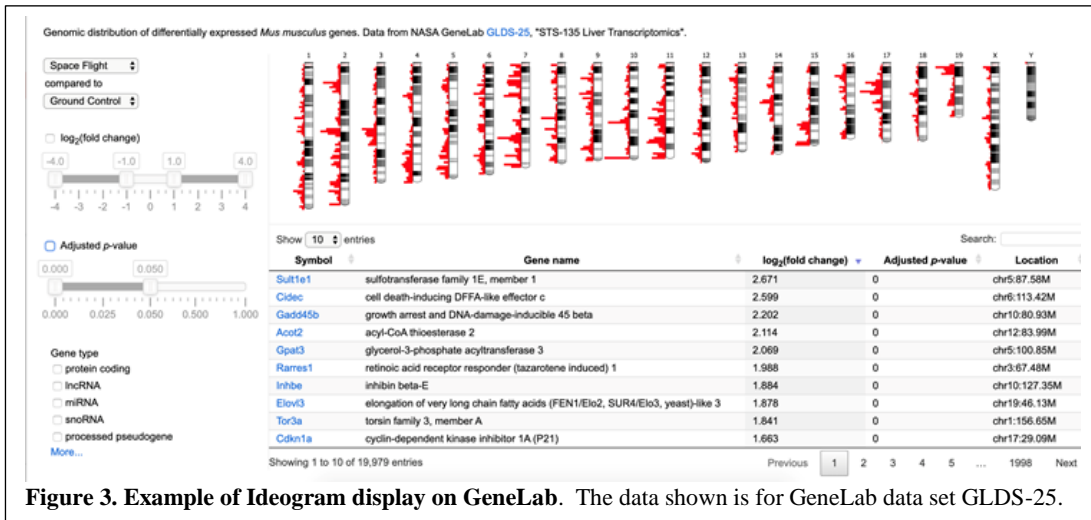 Genomic distribution of differentially expressed Mus musculus genes. Data from NASA GeneLab GLDS-25, "STS-135 Liver Transcriptomics".
Space Flight
compared to
Ground Control
log2(fold change)
-4.0 -1.0 1.0 4.0
-4 -3 -2 -1 0 1 2 3 4
Adjusted p-value
0.000 0.050
0.000 0.025 0.050 0.500 1.000
Gene type
protein coding
lncRNA
miRNA
snoRNA
processed pseudogene
More...
1 2 3 4 5 6 7 8 9 10 11 12 13 14 15 16 17 18 19 X Y
Show 10 entries Search:
Symbol Gene name log2(fold change) Adjusted p-value Location
Sult1e1 sulfotransferase family 1E, member 1 2.671 0 chr5:87.58M
Cidec cell death-inducing DFFA-like effector c 2.599 0 chr6:113.42M
Gadd45b growth arrest and DNA-damage-inducible 45 beta 2.202 0 chr10:80.93M
Acot2 acyl-CoA thioesterase 2 2.114 0 chr12:83.99M
Gpat3 glycerol-3-phosphate acyltransferase 3 2.069 0 chr5:100.85M
Rarres1 retinoic acid receptor responder (tazarotene induced) 1 1.988 0 chr3:67.48M
Inhbe inhibin beta-E 1.884 0 chr10:127.35M
Elovl3 elongation of very long chain fatty acids (FEN1/Elo2, SUR4/Elo3, yeast)-like 3 1.878 0 chr19:46.13M
Tor3a torsin family 3, member A 1.841 0 chr1:156.65M
Cdkn1a cyclin-dependent kinase inhibitor 1A (P21) 1.663 0 chr17:29.09M
Showing 1 to 10 of 19,979 entries Previous 1 2 3 4 5 ... 1998 Next
Figure 3. Example of Ideogram display on GeneLab. The data shown is for GeneLab data set GLDS-25.